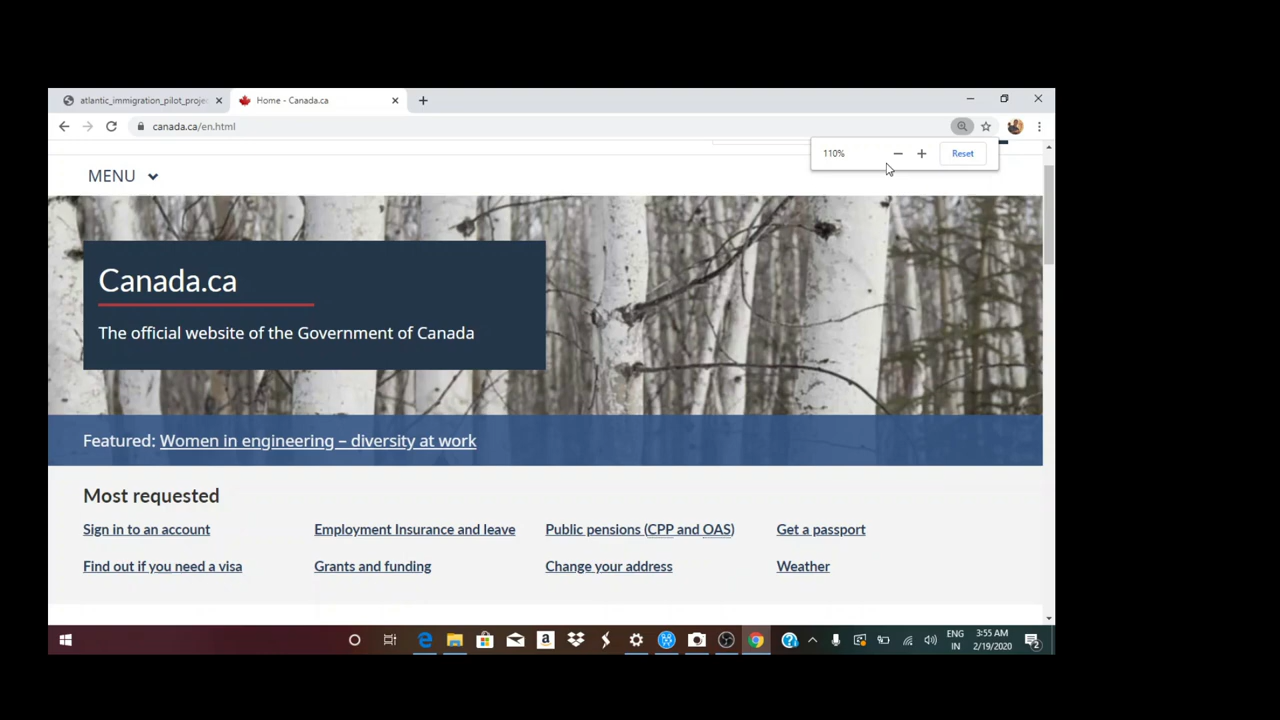 atlantic_immigration_pilot_projec
Home - Canada.ca
canada.ca/en.html
110%
Reset
MENU
Canada.ca
The official website of the Government of Canada
Featured: Women in engineering – diversity at work
Most requested
Sign in to an account
Employment Insurance and leave
Public pensions (CPP and OAS)
Get a passport
Find out if you need a visa
Grants and funding
Change your address
Weather
ENG
IN
3:55 AM
2/19/2020
2